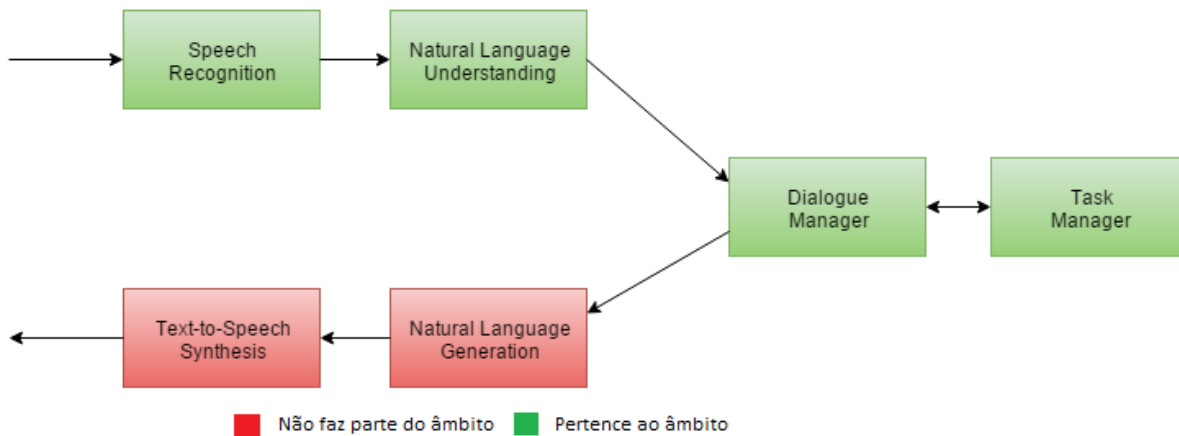 Speech
Recognition
Natural Language
Understanding
Dialogue
Manager
Task
Manager
Text-to-Speech
Synthesis
Natural Language
Generation
Não faz parte do âmbito
Pertence ao âmbito